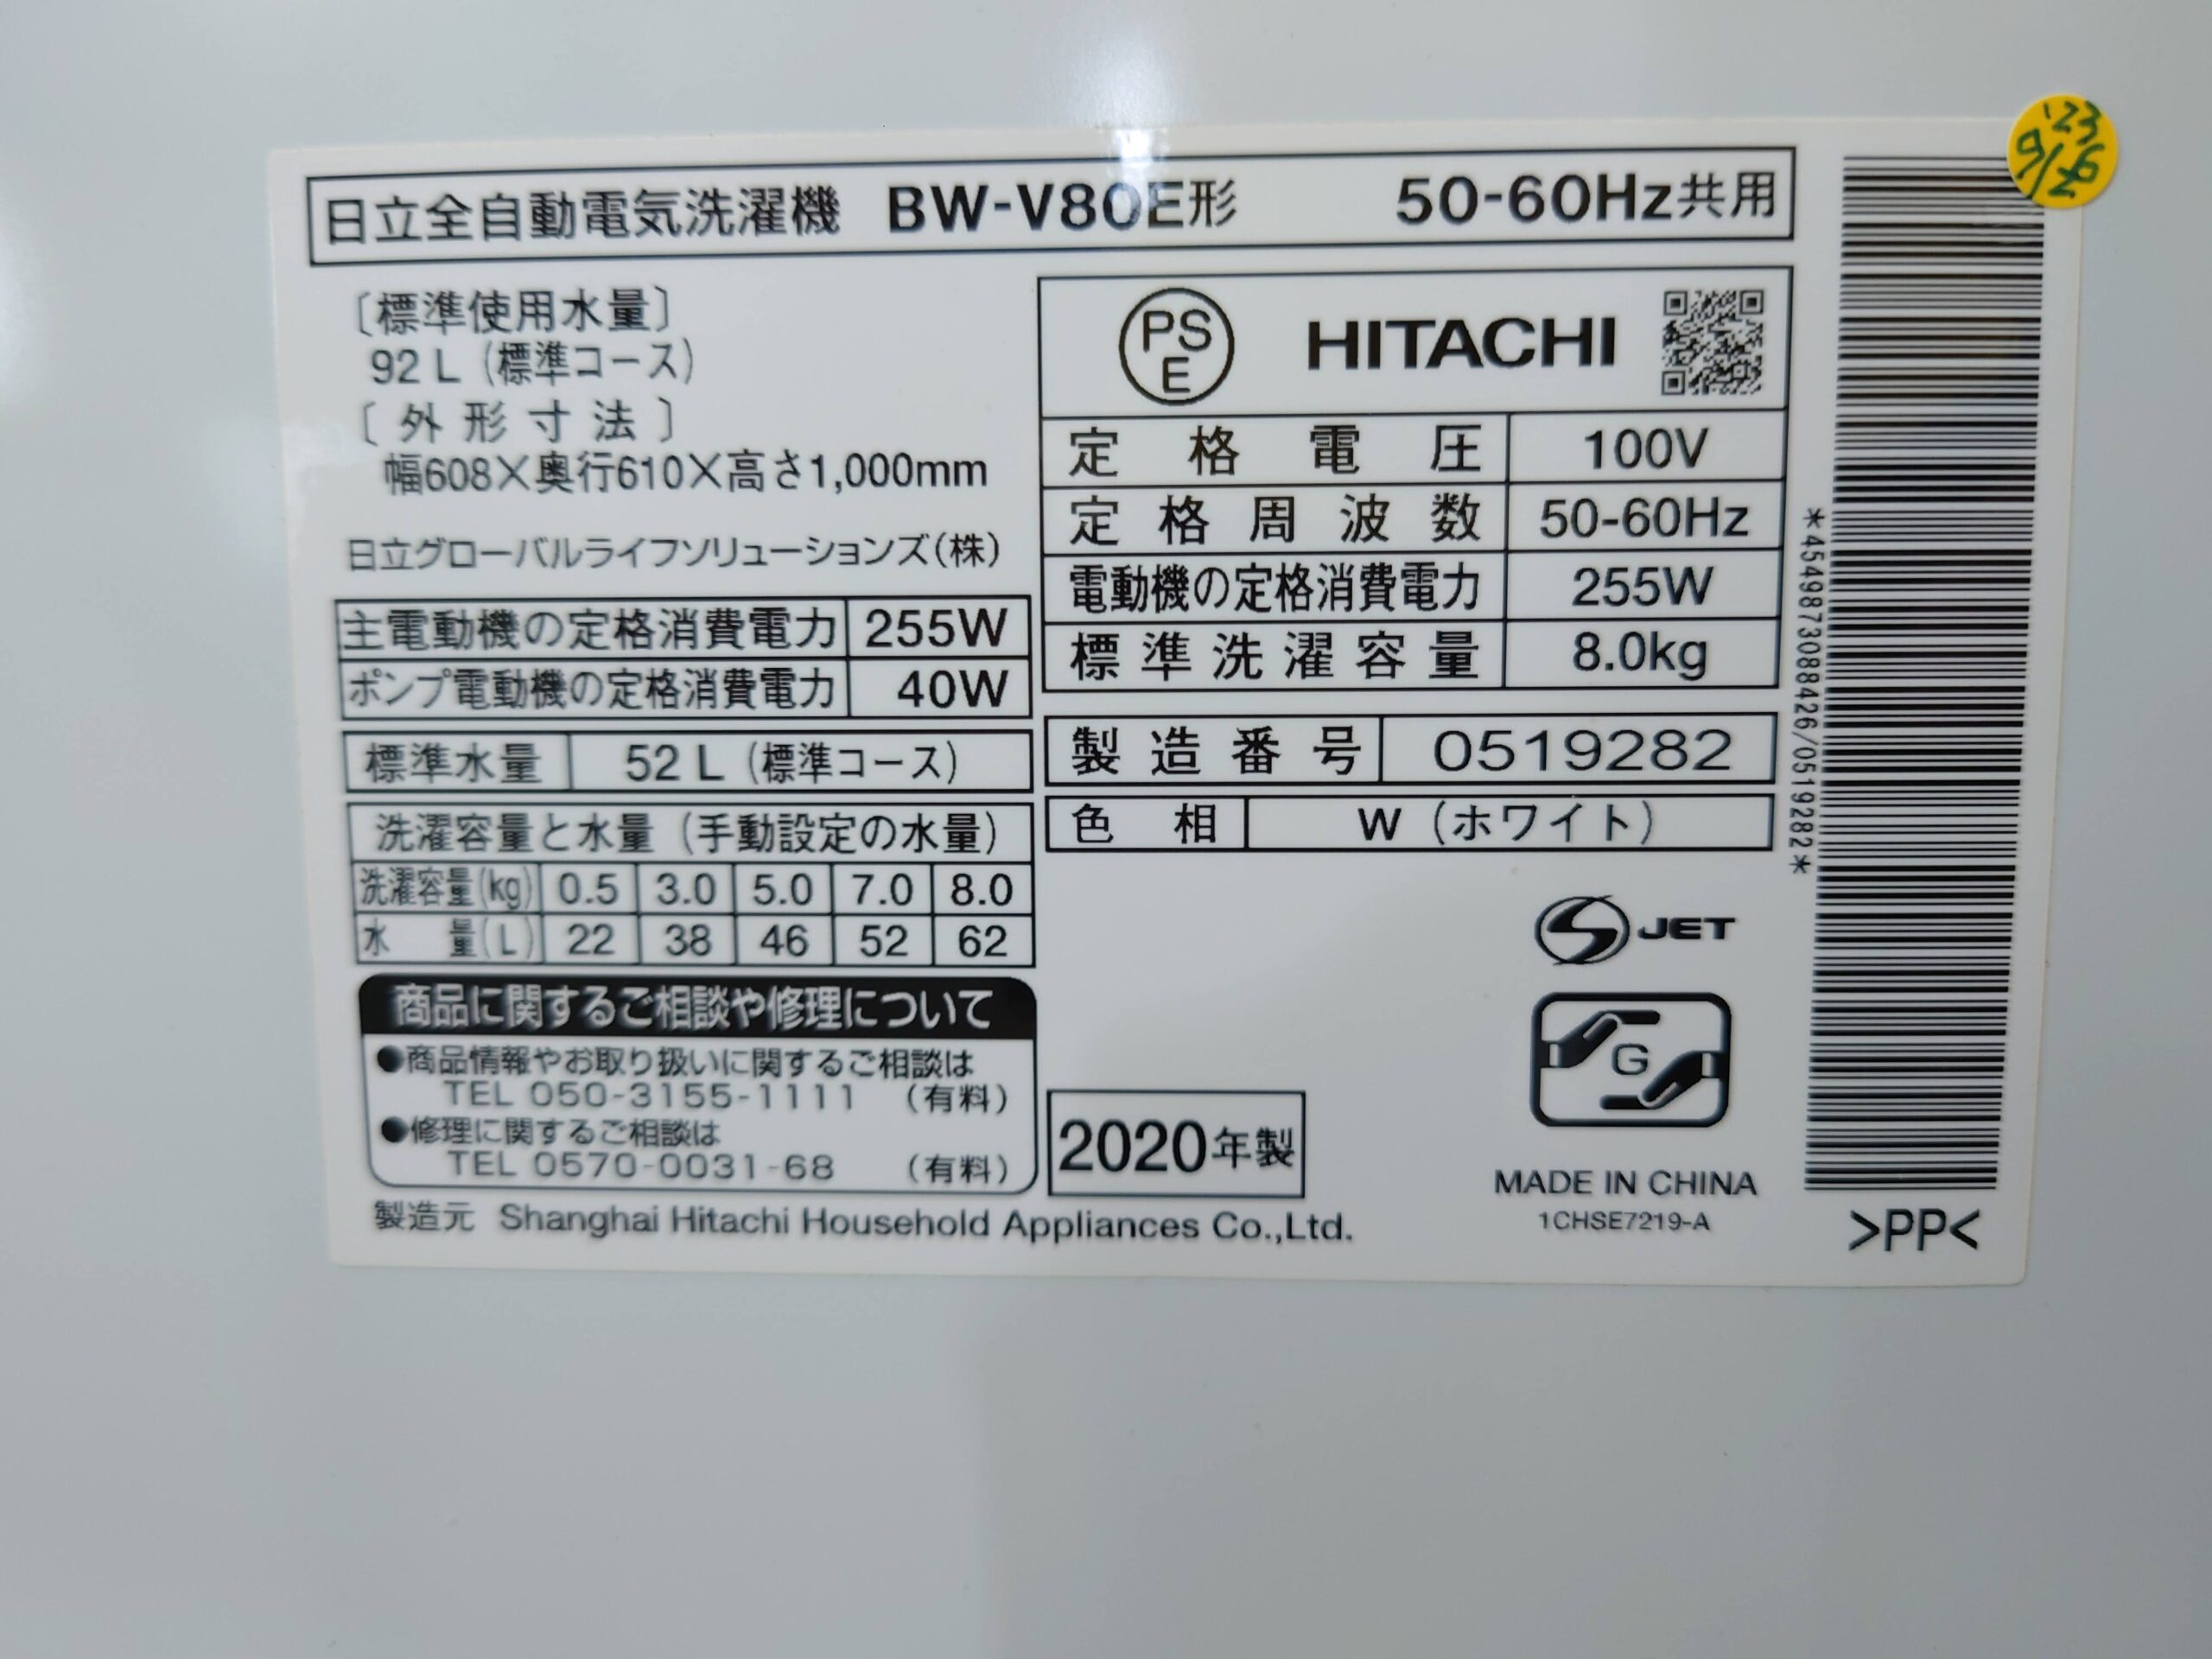 日立全自動電気洗濯機 BW-V80E形 50-60Hz共用
〔標準使用水量〕
92 L (標準コース)
〔外形寸法〕
幅608×奥行610×高さ1,000mm
日立グローバルライフソリューションズ(株)
主電動機の定格消費電力 255W
ポンプ電動機の定格消費電力 40W
標準水量 52 L (標準コース)
洗濯容量と水量 (手動設定の水量)
洗濯容量(kg) 0.5 3.0 5.0 7.0 8.0
水量(L) 22 38 46 52 62
商品に関するご相談や修理について
●商品情報やお取り扱いに関するご相談は
TEL 050-3155-1111 (有料)
●修理に関するご相談は
TEL 0570-0031-68 (有料)
製造元 Shanghai Hitachi Household Appliances Co.,Ltd.
PS
E
HITACHI
定格電圧 100V
定格周波数 50-60Hz
電動機の定格消費電力 255W
標準洗濯容量 8.0kg
製造番号 0519282
色相 W (ホワイト)
JET
G
2020年製
MADE IN CHINA
1CHSE7219-A
*4549873088426/0519282*
>PP<
'23